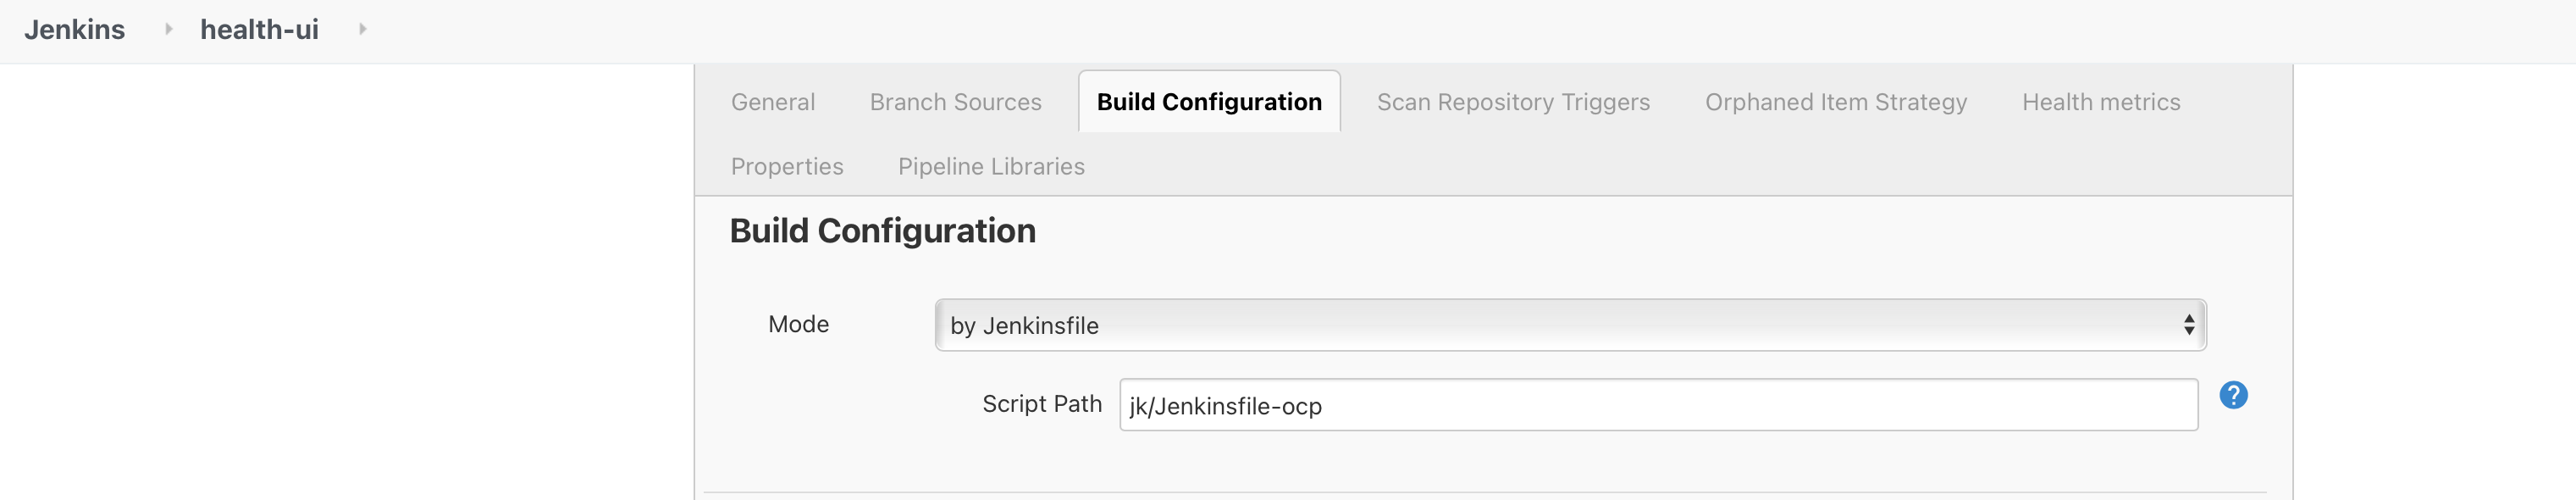 Jenkins health-ui
General Branch Sources Build Configuration Scan Repository Triggers Orphaned Item Strategy Health metrics
Properties Pipeline Libraries
Build Configuration
Mode by Jenkinsfile
Script Path jk/Jenkinsfile-ocp ?